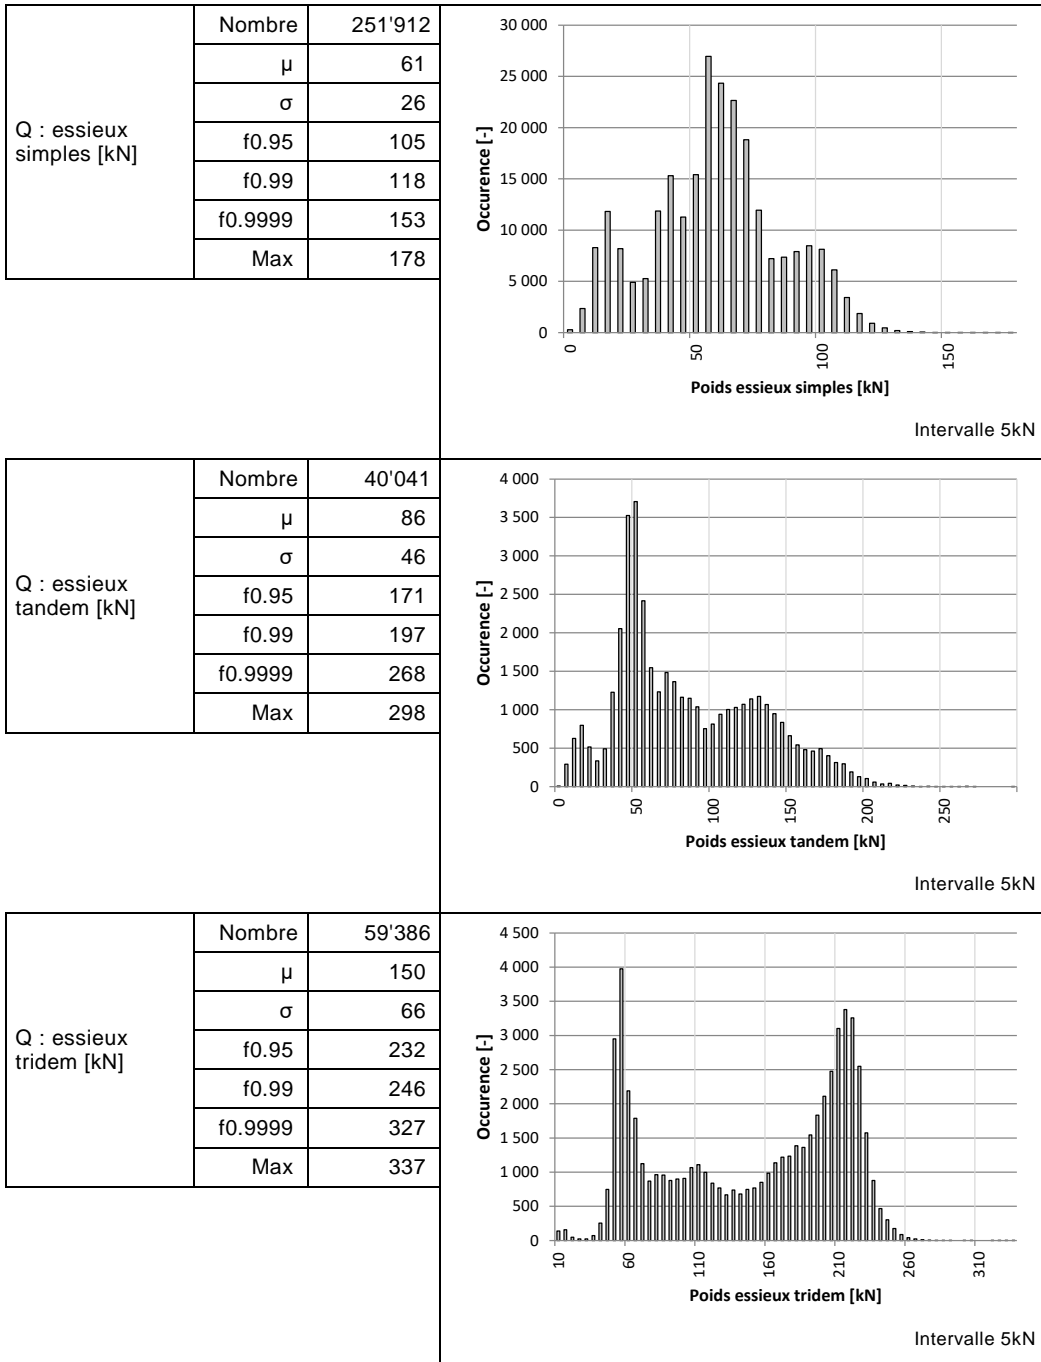 Q : essieux
simples [kN]
Nombre 251'912
µ 61
σ 26
f0.95 105
f0.99 118
f0.9999 153
Max 178
30 000
25 000
20 000
15 000
10 000
5 000
0
Occurence [-]
0 50 100 150
Poids essieux simples [kN]
Intervalle 5kN
Q : essieux
tandem [kN]
Nombre 40'041
µ 86
σ 46
f0.95 171
f0.99 197
f0.9999 268
Max 298
4 000
3 500
3 000
2 500
2 000
1 500
1 000
500
0
Occurence [-]
0 50 100 150 200 250
Poids essieux tandem [kN]
Intervalle 5kN
Q : essieux
tridem [kN]
Nombre 59'386
µ 150
σ 66
f0.95 232
f0.99 246
f0.9999 327
Max 337
4 500
4 000
3 500
3 000
2 500
2 000
1 500
1 000
500
0
Occurence [-]
10 60 110 160 210 260 310
Poids essieux tridem [kN]
Intervalle 5kN